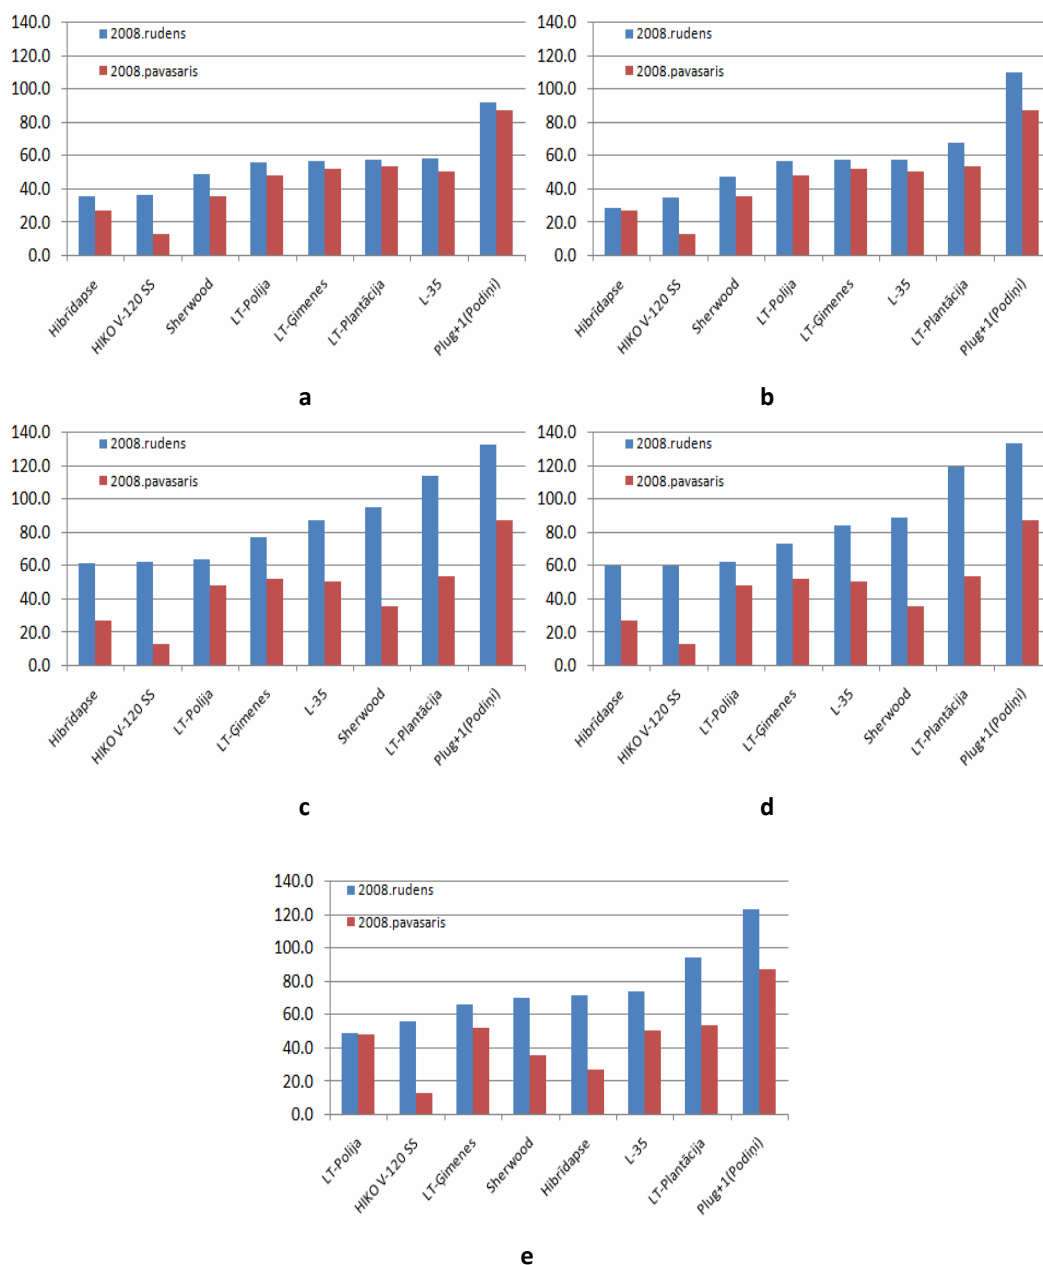 140.0
120.0
100.0
80.0
60.0
40.0
20.0
0.0
2008.rudens
2008.pavasaris
Hibrīdapse
HIKO V-120 SS
Sherwood
LT-Polija
LT-Ģimenes
LT-Plantācija
L-35
Plug+1(Podiņi)
a
140.0
120.0
100.0
80.0
60.0
40.0
20.0
0.0
2008.rudens
2008.pavasaris
Hibrīdapse
HIKO V-120 SS
Sherwood
LT-Polija
LT-Ģimenes
L-35
LT-Plantācija
Plug+1(Podiņi)
b
140.0
120.0
100.0
80.0
60.0
40.0
20.0
0.0
2008.rudens
2008.pavasaris
Hibrīdapse
HIKO V-120 SS
LT-Polija
LT-Ģimenes
L-35
Sherwood
LT-Plantācija
Plug+1(Podiņi)
c
140.0
120.0
100.0
80.0
60.0
40.0
20.0
0.0
2008.rudens
2008.pavasaris
Hibrīdapse
HIKO V-120 SS
LT-Polija
LT-Ģimenes
L-35
Sherwood
LT-Plantācija
Plug+1(Podiņi)
d
140.0
120.0
100.0
80.0
60.0
40.0
20.0
0.0
2008.rudens
2008.pavasaris
LT-Polija
HIKO V-120 SS
LT-Ģimenes
Sherwood
Hibrīdapse
L-35
LT-Plantācija
Plug+1(Podiņi)
e